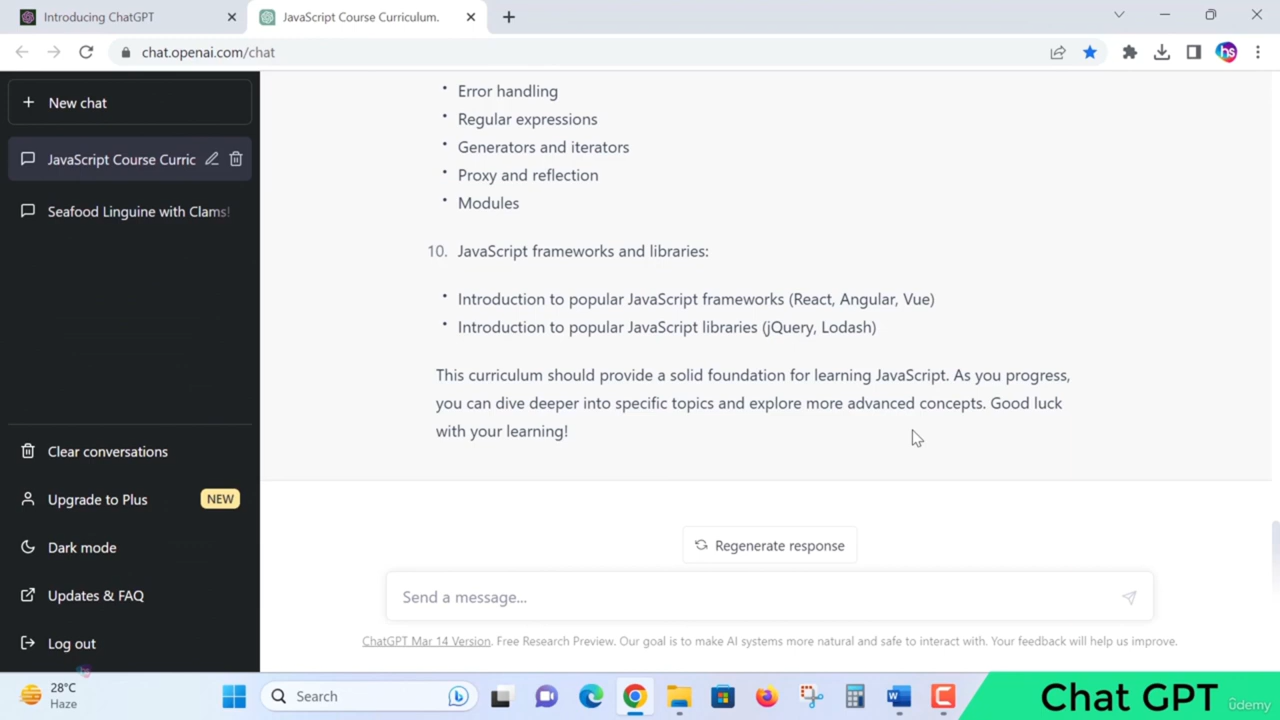 Introducing ChatGPT
JavaScript Course Curriculum.
chat.openai.com/chat
New chat
JavaScript Course Curric
Seafood Linguine with Clams!
Clear conversations
Upgrade to Plus NEW
Dark mode
Updates & FAQ
Log out
• Error handling
• Regular expressions
• Generators and iterators
• Proxy and reflection
• Modules
10. JavaScript frameworks and libraries:
• Introduction to popular JavaScript frameworks (React, Angular, Vue)
• Introduction to popular JavaScript libraries (jQuery, Lodash)
This curriculum should provide a solid foundation for learning JavaScript. As you progress,
you can dive deeper into specific topics and explore more advanced concepts. Good luck
with your learning!
Regenerate response
Send a message...
ChatGPT Mar 14 Version. Free Research Preview. Our goal is to make AI systems more natural and safe to interact with. Your feedback will help us improve.
28°C
Haze
Search
Chat GPT
ûdemy